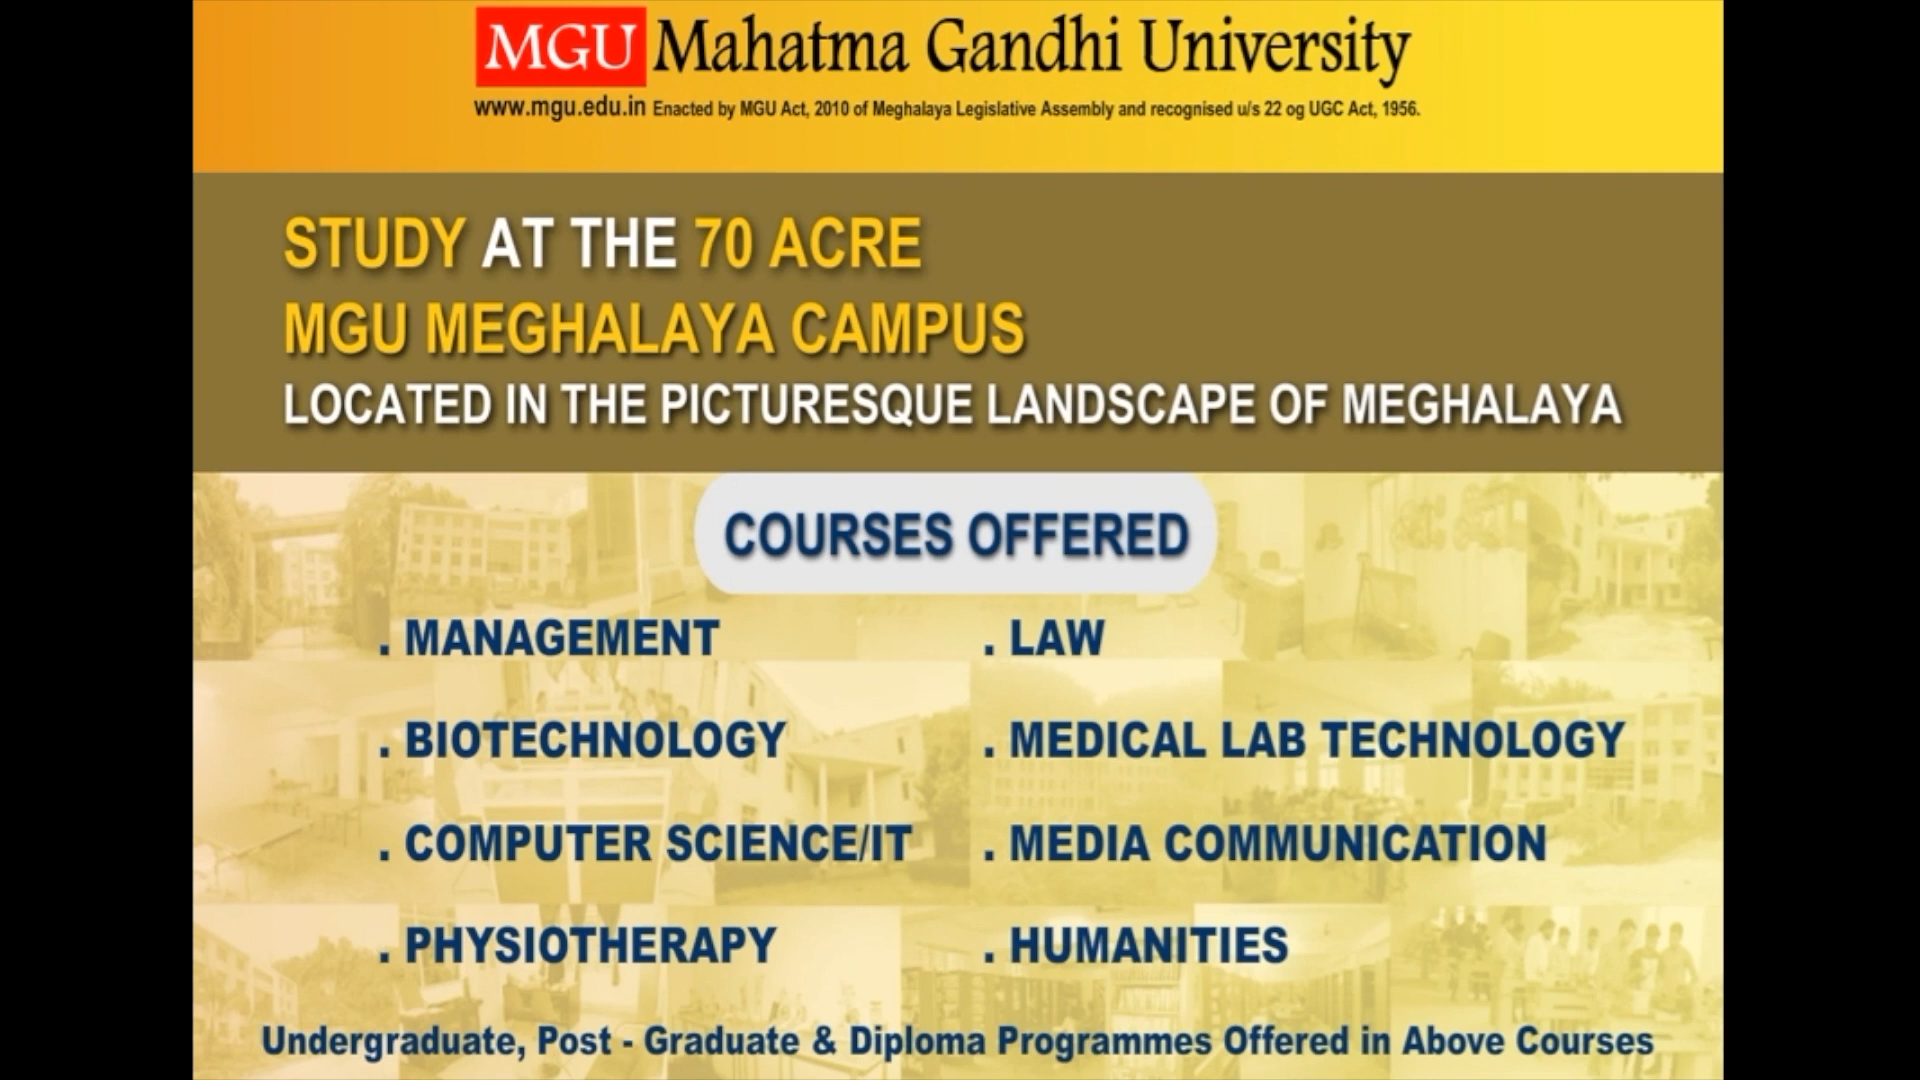 MGU Mahatma Gandhi University
www.mgu.edu.in Enacted by MGU Act, 2010 of Meghalaya Legislative Assembly and recognised u/s 22 og UGC Act, 1956.
STUDY AT THE 70 ACRE
MGU MEGHALAYA CAMPUS
LOCATED IN THE PICTURESQUE LANDSCAPE OF MEGHALAYA
COURSES OFFERED
. MANAGEMENT
. BIOTECHNOLOGY
. COMPUTER SCIENCE/IT
. PHYSIOTHERAPY
. LAW
. MEDICAL LAB TECHNOLOGY
. MEDIA COMMUNICATION
. HUMANITIES
Undergraduate, Post - Graduate & Diploma Programmes Offered in Above Courses